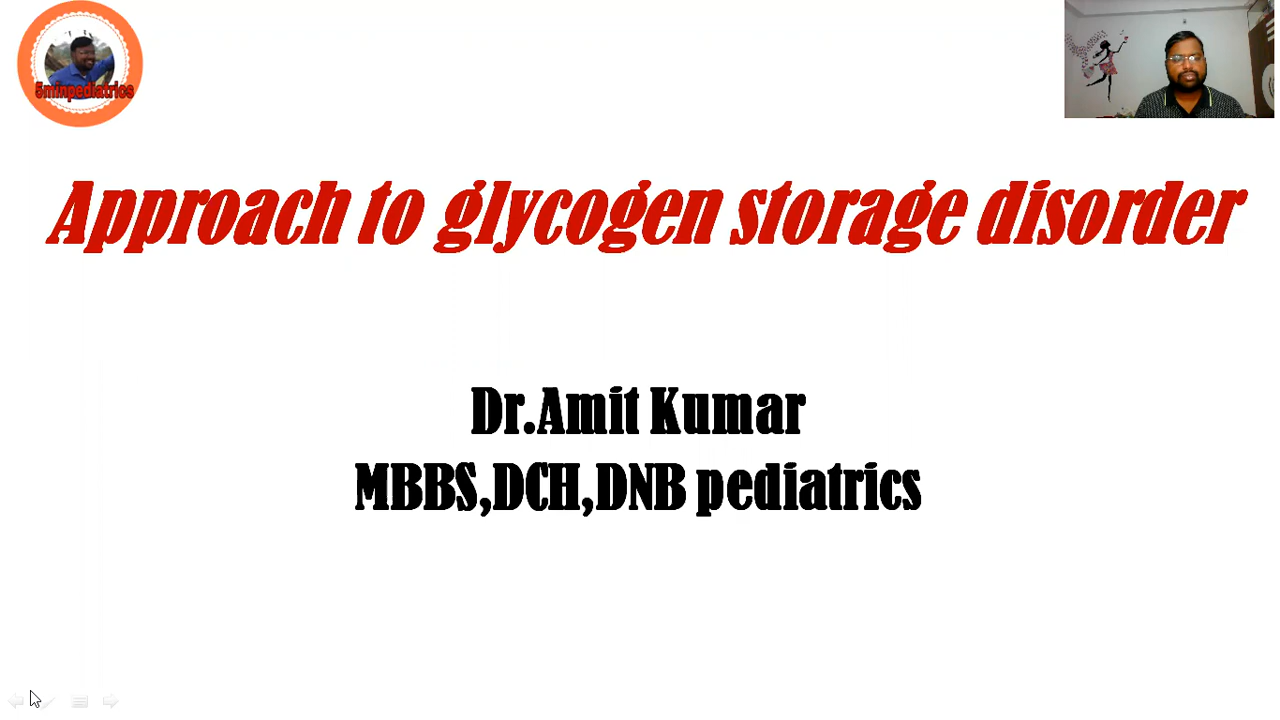 5minpediatrics
Approach to glycogen storage disorder
Dr.Amit Kumar
MBBS,DCH,DNB pediatrics